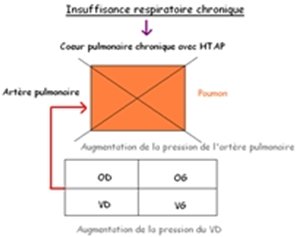 Insuffisance respiratoire chronique
Coeur pulmonaire chronique avec HTAP
Artère pulmonaire
Poumon
Augmentation de la pression de l'artère pulmonaire
OD OG
VD VG
Augmentation de la pression du VD